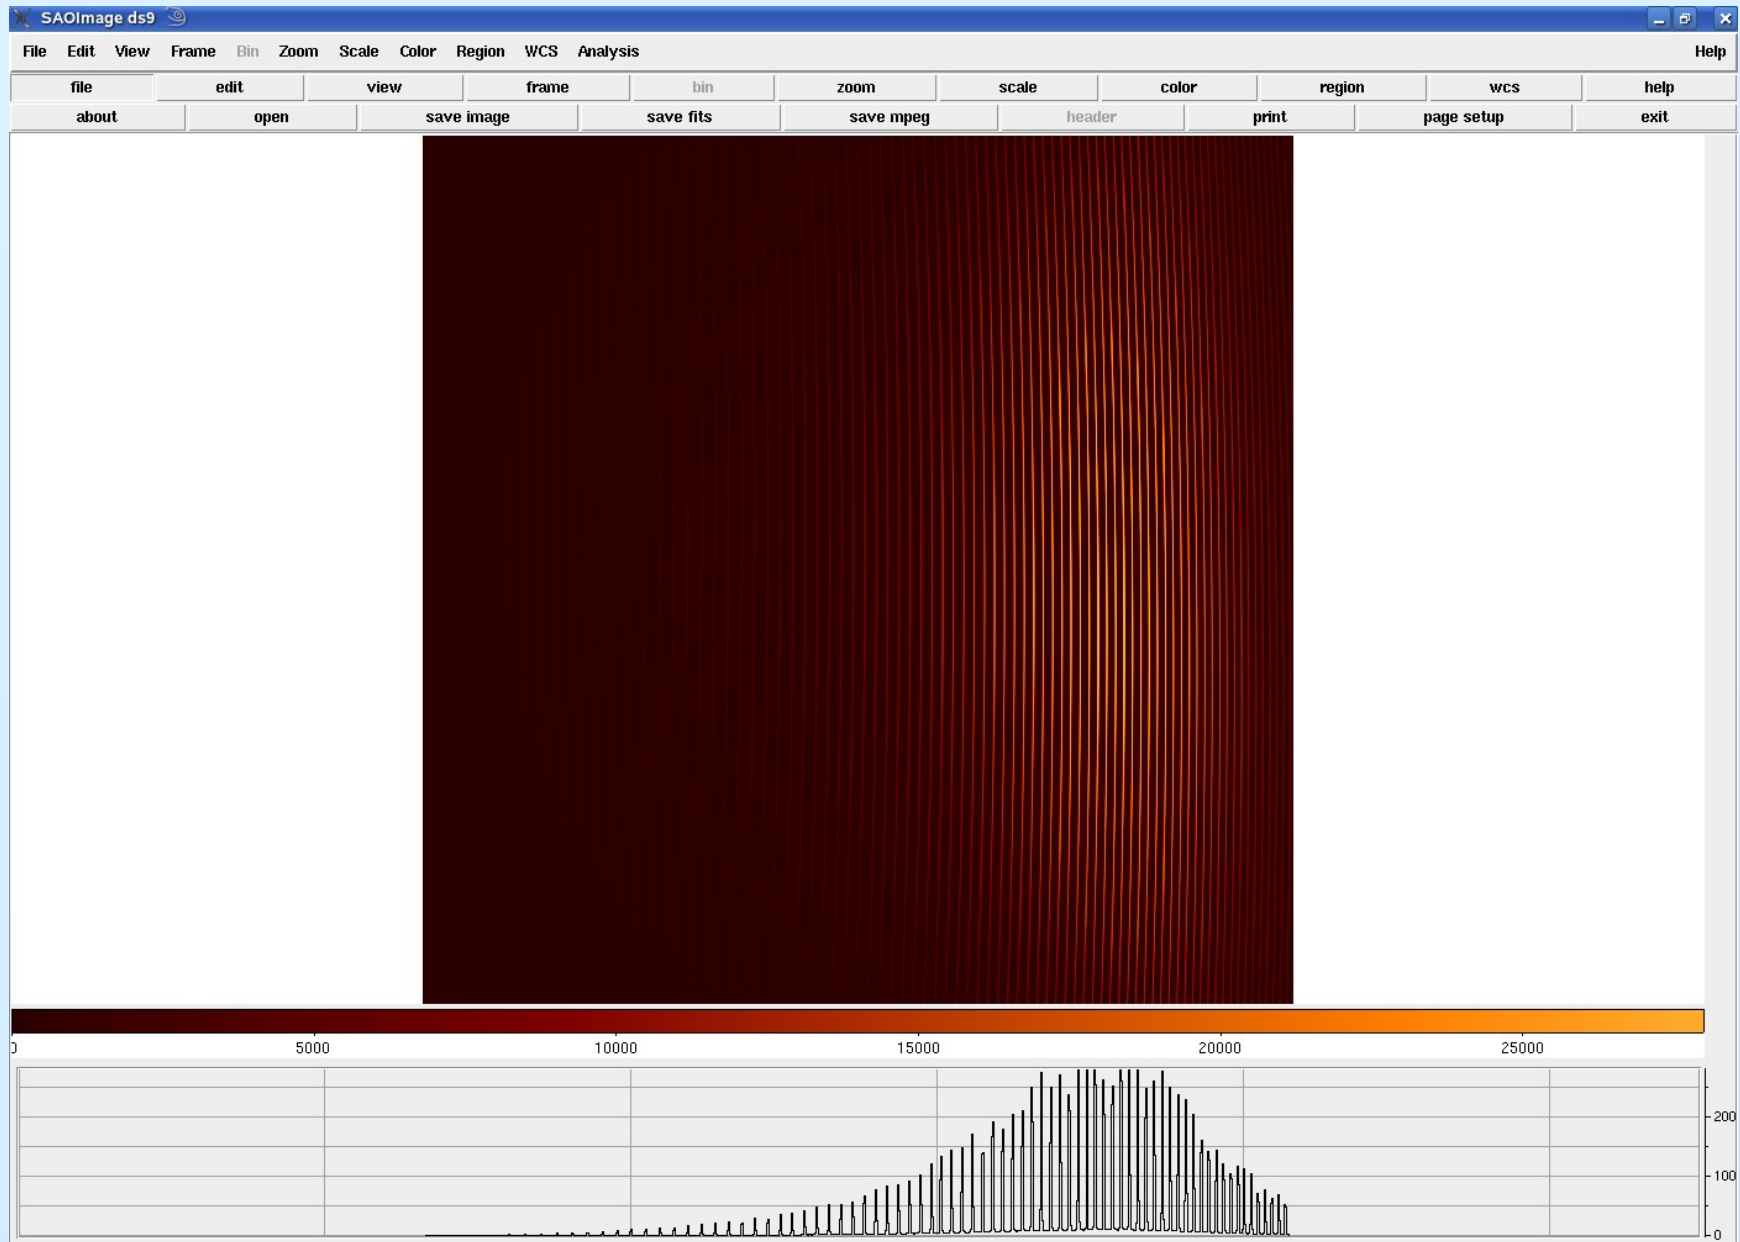 SAOImage ds9
File Edit View Frame Bin Zoom Scale Color Region WCS Analysis Help
file edit view frame bin zoom scale color region wcs help
about open save image save fits save mpeg header print page setup exit
0 5000 10000 15000 20000 25000
200
100
0